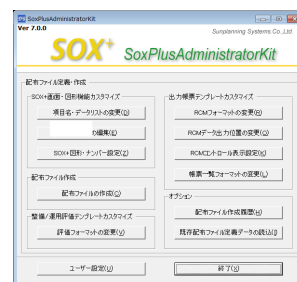 SoxPlusAdministratorKit
Ver 7.0.0
Sunplanning Systems Co.,Ltd.
SOX+ SoxPlusAdministratorKit
配布ファイル定義・作成
SOX+画面・図形機能カスタマイズ
項目名・データリストの変更(D)
の編集(E)
SOX+図形・ナンバー設定(Z)
配布ファイル作成
配布ファイルの作成(C)
整備/運用評価テンプレートカスタマイズ
評価フォーマットの変更(V)
出力帳票テンプレートカスタマイズ
RCMフォーマットの変更(R)
RCMデータ出力位置の変更(O)
RCMコントロール表示設定(K)
帳票一覧フォーマットの変更(L)
オプション
配布ファイル作成履歴(H)
既存配布ファイル定義データの読込(I)
ユーザー設定(U)
終了(X)